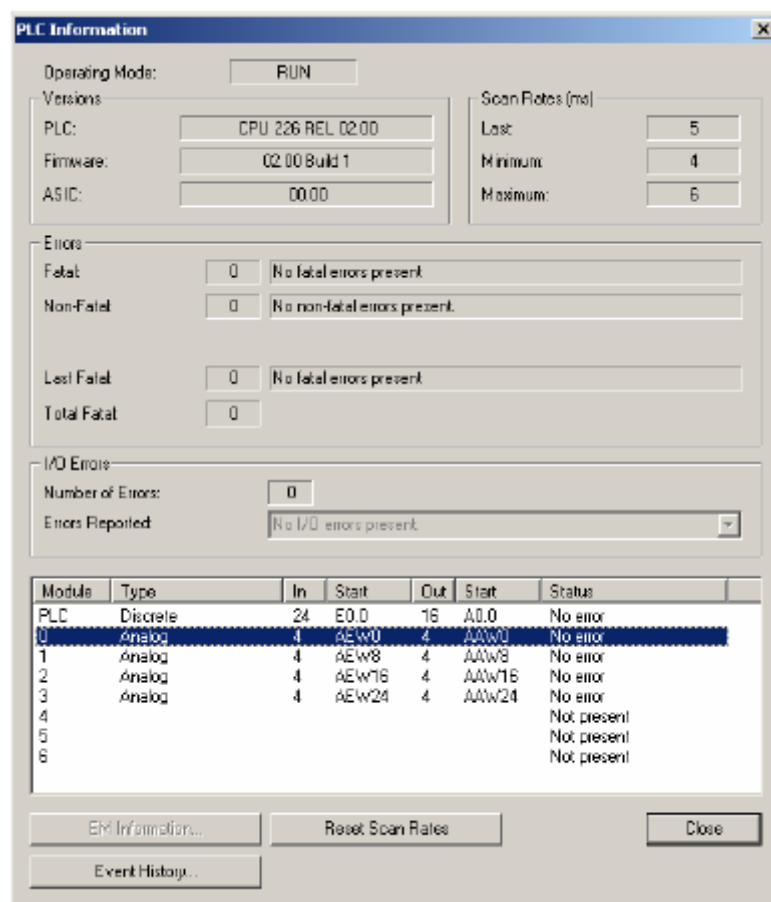 PLC Information
Operating Mode: RUN
Versions
PLC: CPU 226 REL 02.00
Firmware: 02.00 Build 1
ASIC: 00.00
Scan Rates (ms)
Last: 5
Minimum: 4
Maximum: 6
Errors
Fatal: 0 No fatal errors present
Non-Fatal: 0 No non-fatal errors present.
Last Fatal: 0 No fatal errors present
Total Fatal: 0
I/O Errors
Number of Errors: 0
Errors Reported: No I/O errors present.
Module Type In Start Out Start Status
PLC Discrete 24 E0.0 16 A0.0 No error
0 Analog 4 AEW0 4 AAW0 No error
1 Analog 4 AEW8 4 AAW8 No error
2 Analog 4 AEW16 4 AAW16 No error
3 Analog 4 AEW24 4 AAW24 No error
4 Not present
5 Not present
6 Not present
EM Information... Reset Scan Rates Close
Event History...